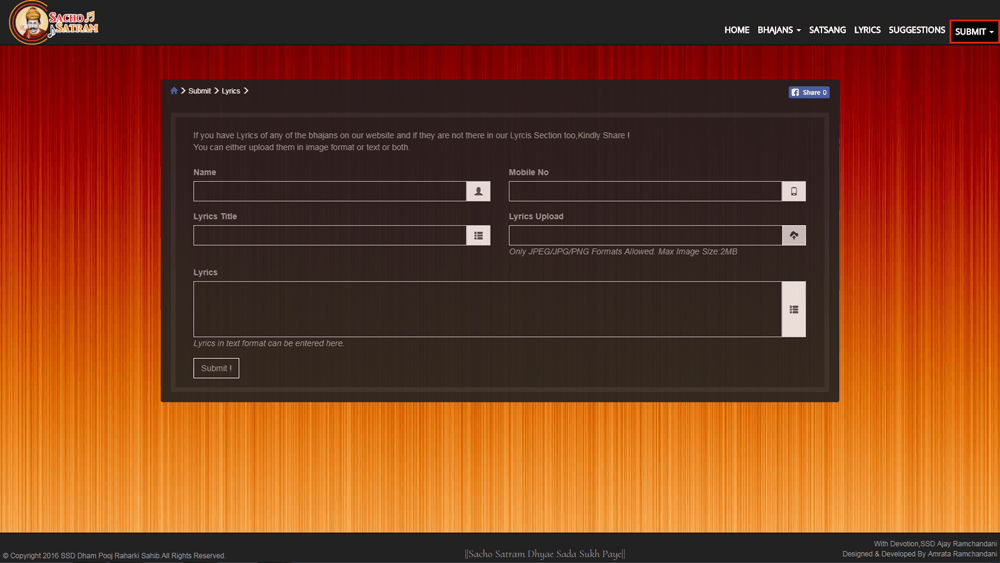 SACHO
SATRAM
HOME BHAJANS SATSANG LYRICS SUGGESTIONS SUBMIT
Submit Lyrics
Share 0
If you have Lyrics of any of the bhajans on our website and if they are not there in our Lyrcis Section too,Kindly Share !
You can either upload them in image format or text or both.
Name
Mobile No
Lyrics Title
Lyrics Upload
Only JPEG/JPG/PNG Formats Allowed. Max Image Size:2MB
Lyrics
Lyrics in text format can be entered here.
Submit !
© Copyright 2016 SSD Dham Pooj Raharki Sahib.All Rights Reserved.
||Sacho Satram Dhyae Sada Sukh Paye||
With Devotion,SSD Ajay Ramchandani
Designed & Developed By Amrata Ramchandani